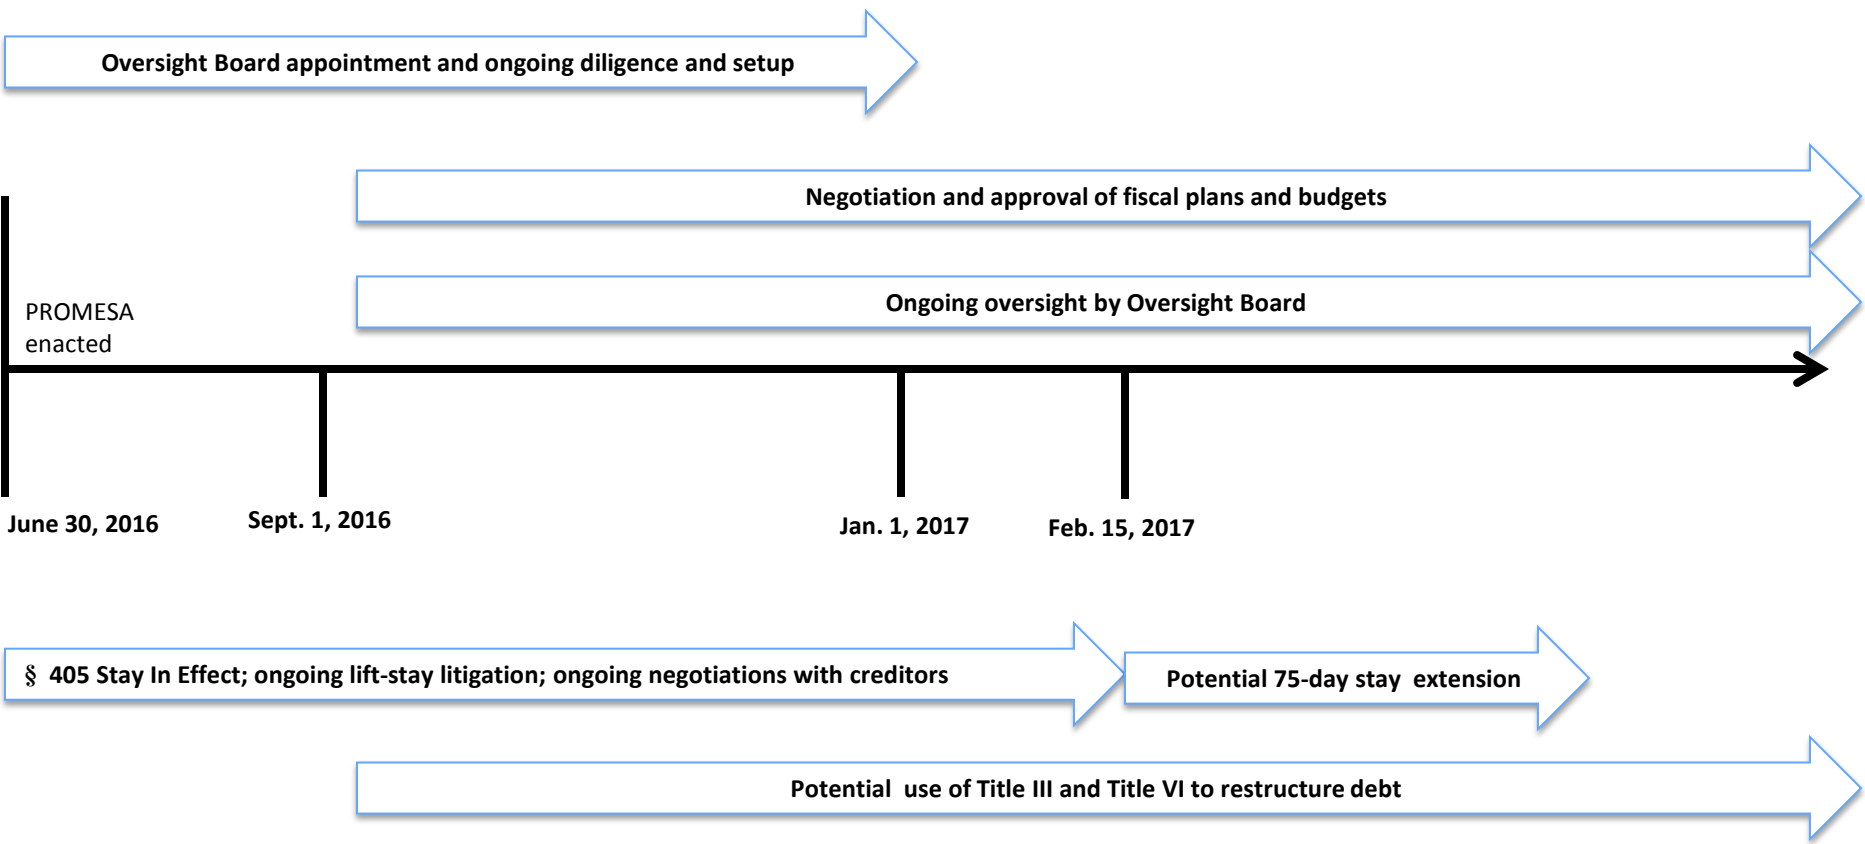 Oversight Board appointment and ongoing diligence and setup
Negotiation and approval of fiscal plans and budgets
Ongoing oversight by Oversight Board
PROMESA
enacted
June 30, 2016
Sept. 1, 2016
Jan. 1, 2017
Feb. 15, 2017
§ 405 Stay In Effect; ongoing lift-stay litigation; ongoing negotiations with creditors
Potential 75-day stay extension
Potential use of Title III and Title VI to restructure debt